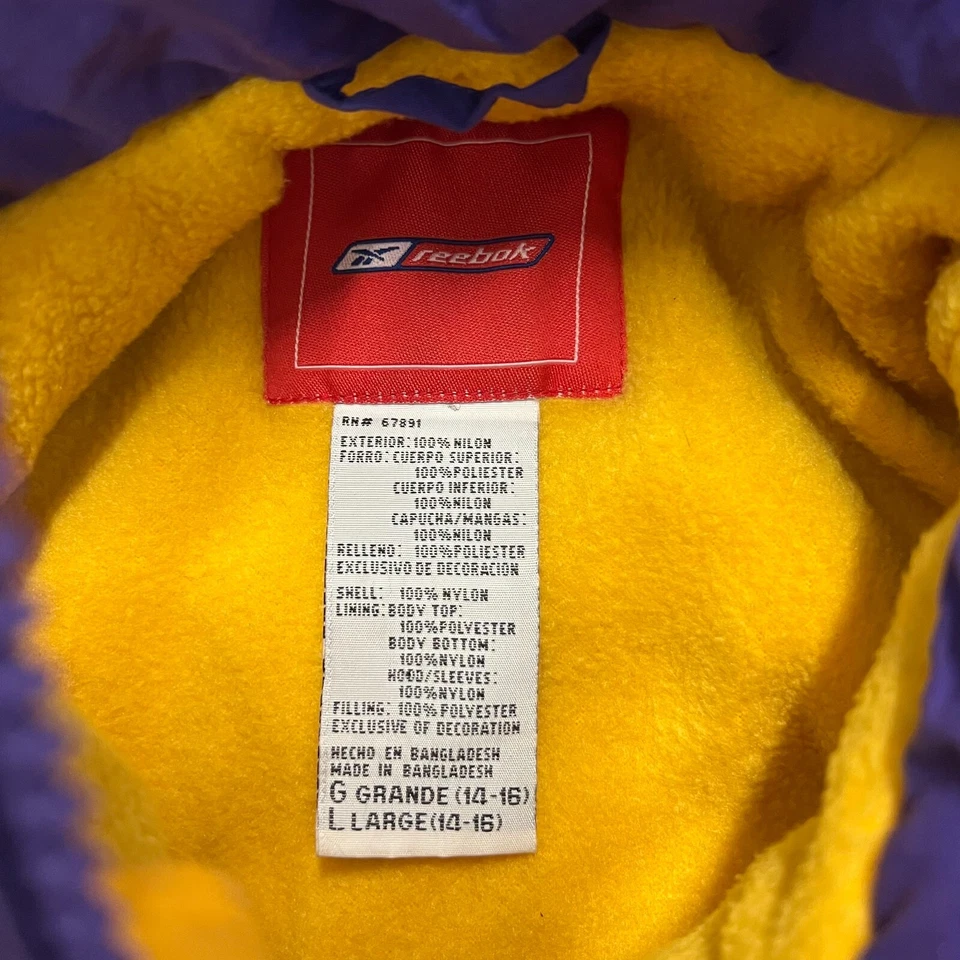 reebok
RN# 67891
EXTERIOR: 100% NILON
FORRO: CUERPO SUPERIOR:
100% POLIESTER
CUERPO INFERIOR:
100% NILON
CAPUCHA/MANGAS:
100% NILON
RELLENO: 100% POLIESTER
EXCLUSIVO DE DECORACION
SHELL: 100% NYLON
LINING: BODY TOP:
100% POLYESTER
BODY BOTTOM:
100% NYLON
HOOD/SLEEVES:
100% NYLON
FILLING: 100% POLYESTER
EXCLUSIVE OF DECORATION
HECHO EN BANGLADESH
MADE IN BANGLADESH
G GRANDE (14-16)
L LARGE (14-16)